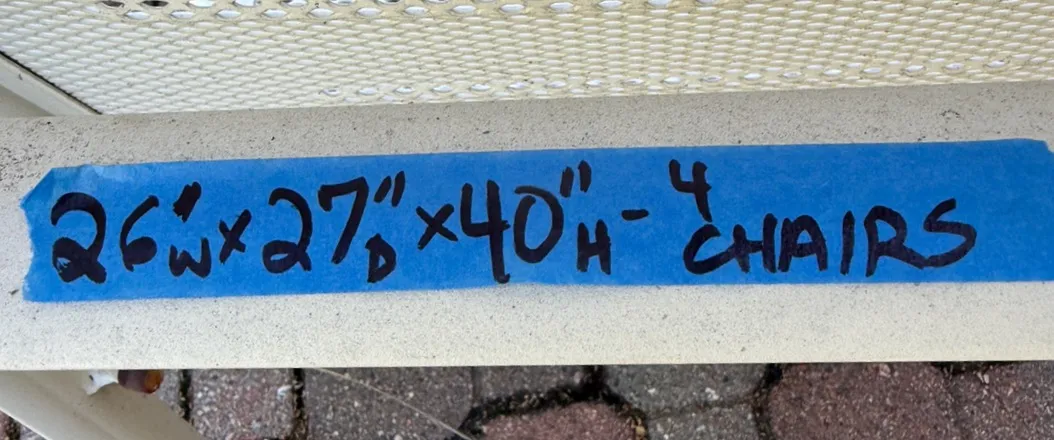 26"W x 27"D x 40"H - 4 CHAIRS